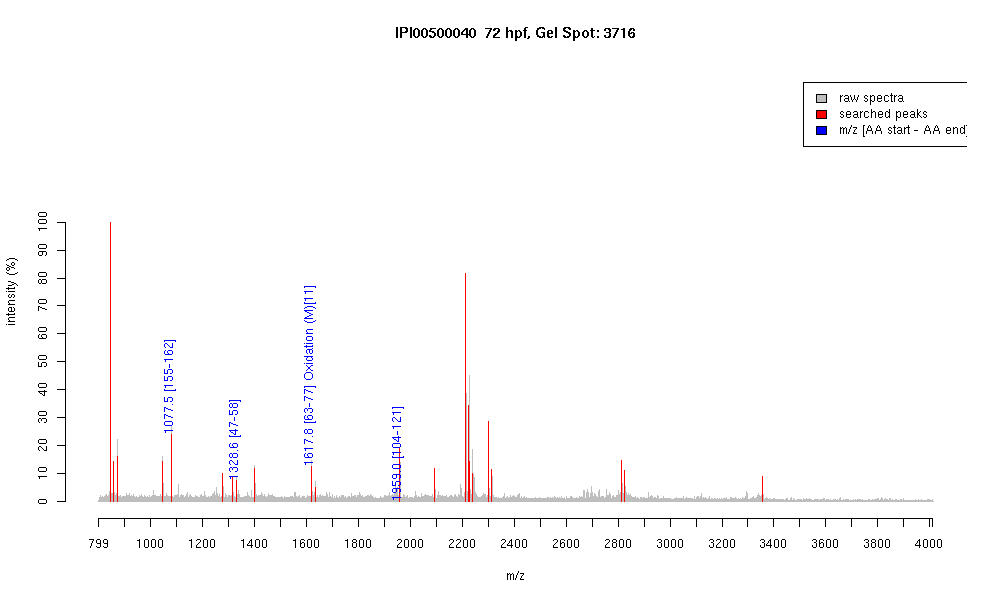 IPI00500040 72 hpf, Gel Spot: 3716
raw spectra
searched peaks
m/z [AA start - AA end]
intensity (%)
100
90
80
70
60
50
40
30
20
10
0
1077.5 [155-162]
1328.6 [47-58]
1617.8 [63-77] Oxidation (M)[11]
1959.0 [104-121]
799 1000 1200 1400 1600 1800 2000 2200 2400 2600 2800 3000 3200 3400 3600 3800 4000
m/z